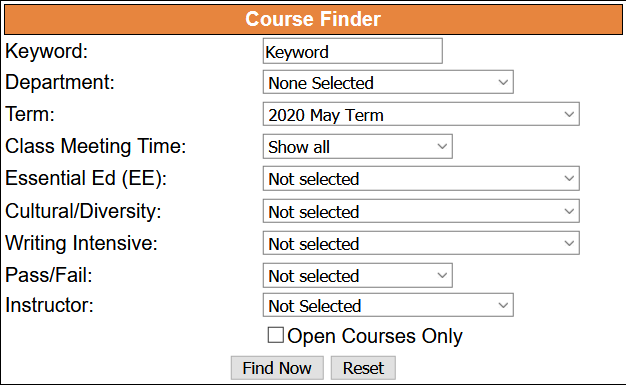 Course Finder
Keyword: Keyword
Department: None Selected
Term: 2020 May Term
Class Meeting Time: Show all
Essential Ed (EE): Not selected
Cultural/Diversity: Not selected
Writing Intensive: Not selected
Pass/Fail: Not selected
Instructor: Not Selected
Open Courses Only
Find Now Reset